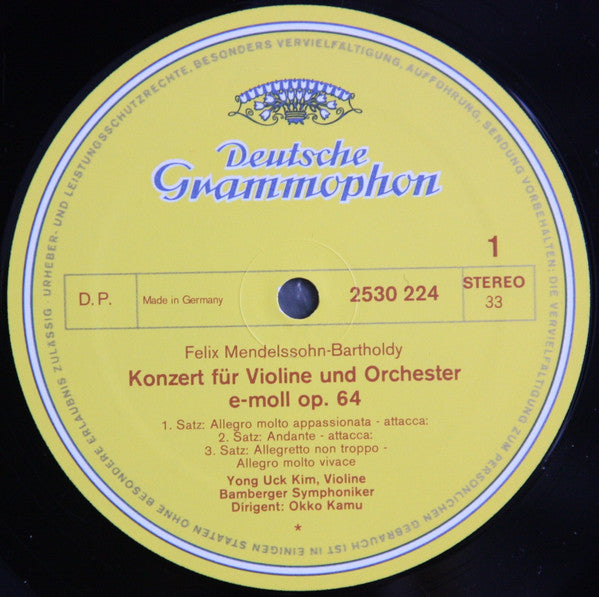 Deutsche
Grammophon
1
D.P.
Made in Germany
2530 224
STEREO
33
Felix Mendelssohn-Bartholdy
Konzert für Violine und Orchester
e-moll op. 64
1. Satz: Allegro molto appassionata - attacca:
2. Satz: Andante - attacca:
3. Satz: Allegretto non troppo -
Allegro molto vivace
Yong Uck Kim, Violine
Bamberger Symphoniker
Dirigent: Okko Kamu
*
URHEBER- UND LEISTUNGSSCHUTZRECHTE, BESONDERS VERVIELFÄLTIGUNG, AUFFÜHRUNG, SENDUNG VORBEHALTEN: DIE VERVIELFÄLTIGUNG ZUM PERSÖNLICHEN GEBRAUCH IST IN EINIGEN STAATEN OHNE BESONDERE ERLAUBNIS ZULÄSSIG -